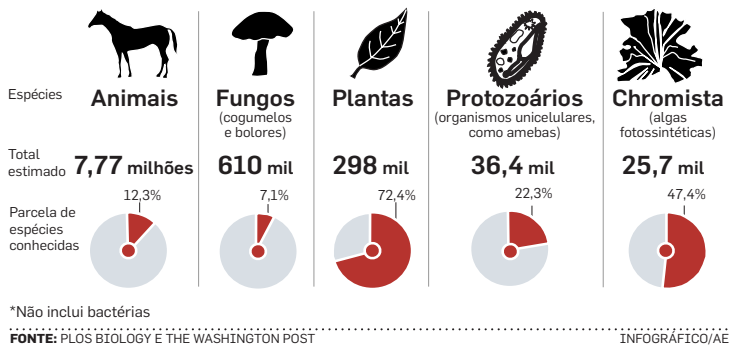 Espécies
Animais
Fungos
(cogumelos
e bolores)
Plantas
Protozoários
(organismos unicelulares,
como amebas)
Chromista
(algas
fotossintéticas)
Total
estimado
7,77 milhões
610 mil
298 mil
36,4 mil
25,7 mil
Parcela de
espécies
conhecidas
12,3%
7,1%
72,4%
22,3%
47,4%
*Não inclui bactérias
FONTE: PLOS BIOLOGY E THE WASHINGTON POST
INFOGRÁFICO/AE